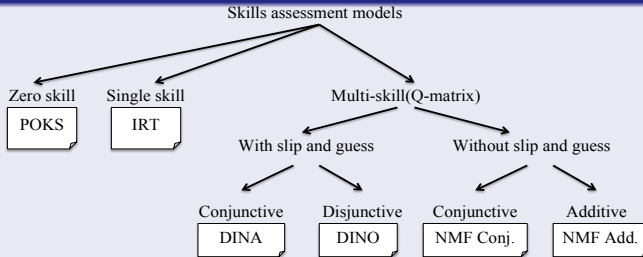 Skills assessment models
Zero skill
Single skill
Multi-skill(Q-matrix)
POKS
IRT
With slip and guess
Without slip and guess
Conjunctive
Disjunctive
Conjunctive
Additive
DINA
DINO
NMF Conj.
NMF Add.